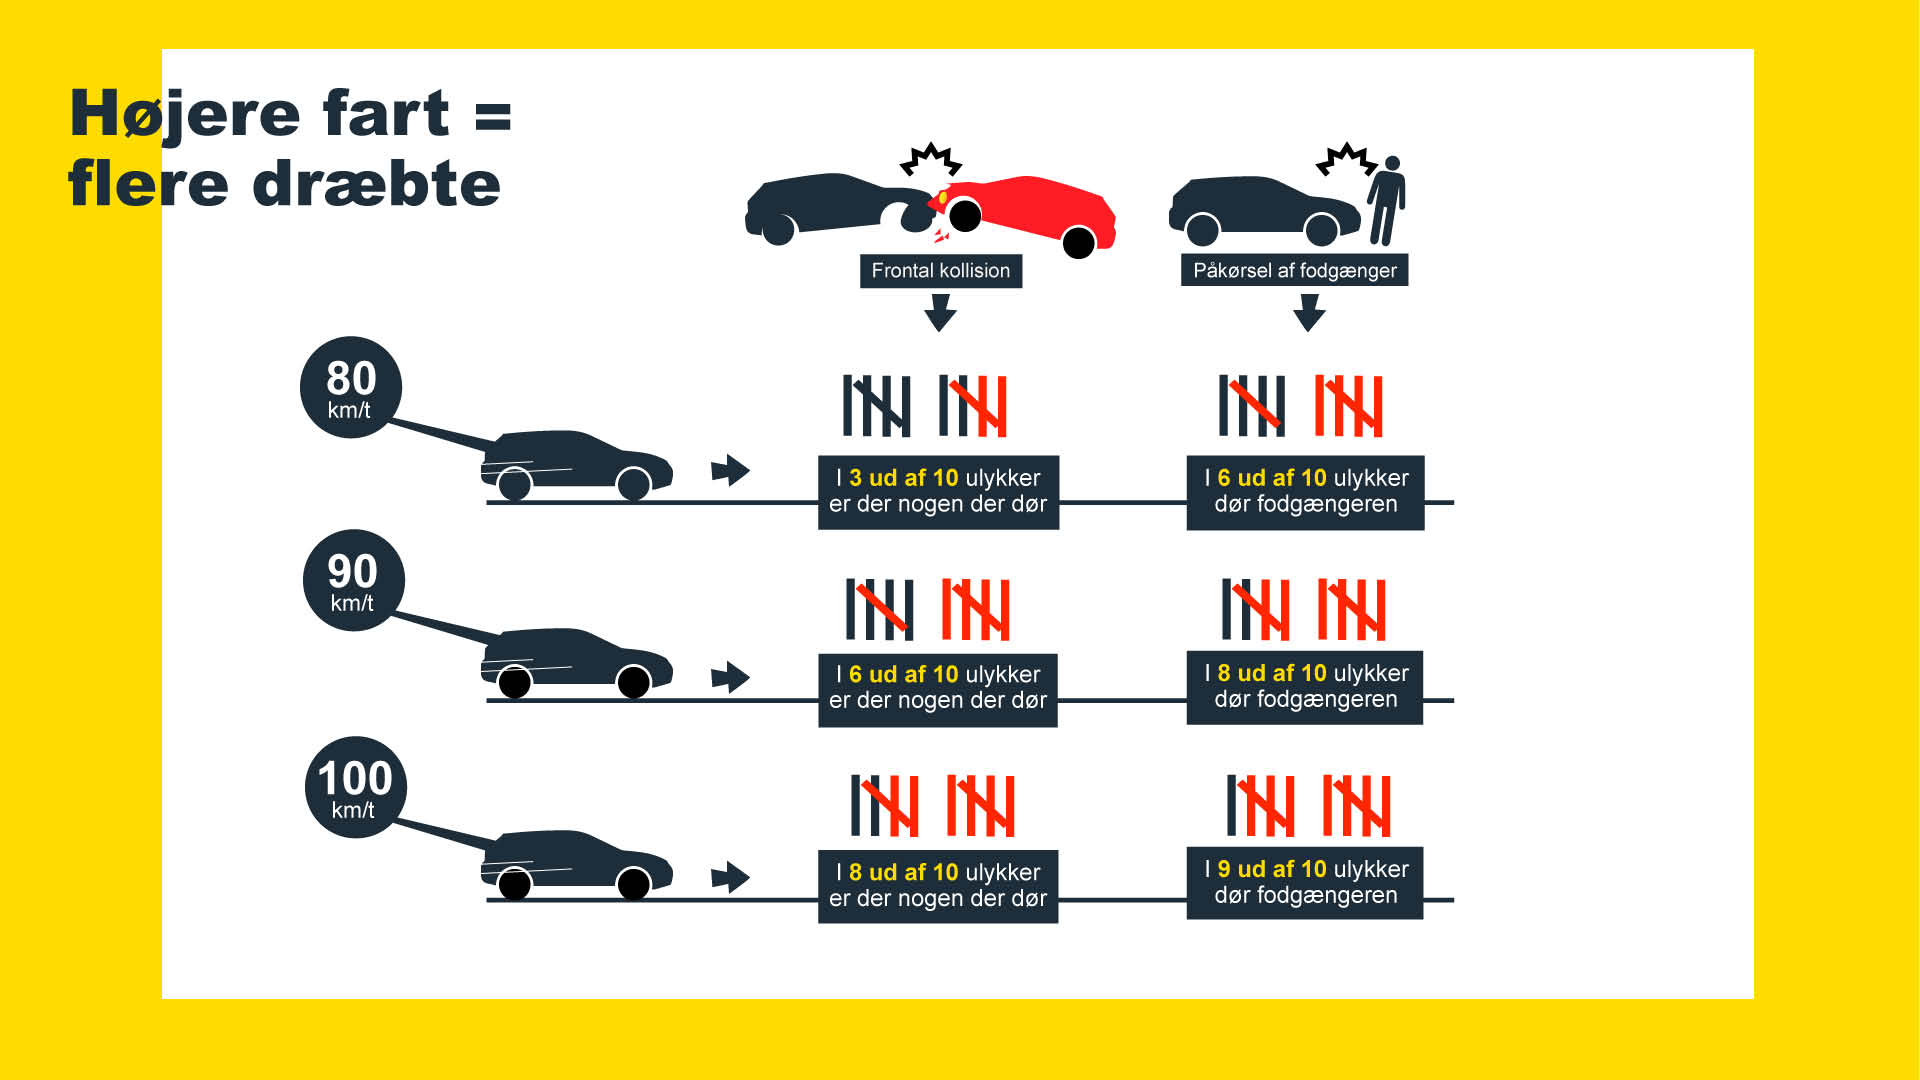 Højere fart =
flere dræbte
Frontal kollision
Påkørsel af fodgænger
80
km/t
I 3 ud af 10 ulykker
er der nogen der dør
I 6 ud af 10 ulykker
dør fodgængeren
90
km/t
I 6 ud af 10 ulykker
er der nogen der dør
I 8 ud af 10 ulykker
dør fodgængeren
100
km/t
I 8 ud af 10 ulykker
er der nogen der dør
I 9 ud af 10 ulykker
dør fodgængeren